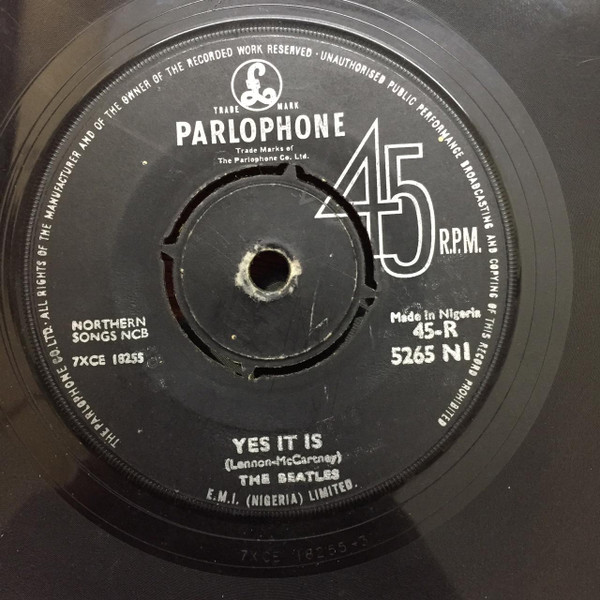 THE PARLOPHONE CO. LTD. · ALL RIGHTS OF THE MANUFACTURER AND OF THE OWNER OF THE RECORDED WORK RESERVED · UNAUTHORISED PUBLIC PERFORMANCE BROADCASTING AND COPYING OF THIS RECORD PROHIBITED
£
TRADE MARK
PARLOPHONE
Trade Marks of
The Parlophone Co. Ltd.
45
R.P.M.
NORTHERN
SONGS NCB
7XCE 18255
Made in Nigeria
45-R
5265 NI
YES IT IS
(Lennon-McCartney)
THE BEATLES
E.M.I. (NIGERIA) LIMITED.
7XCE 18255-3